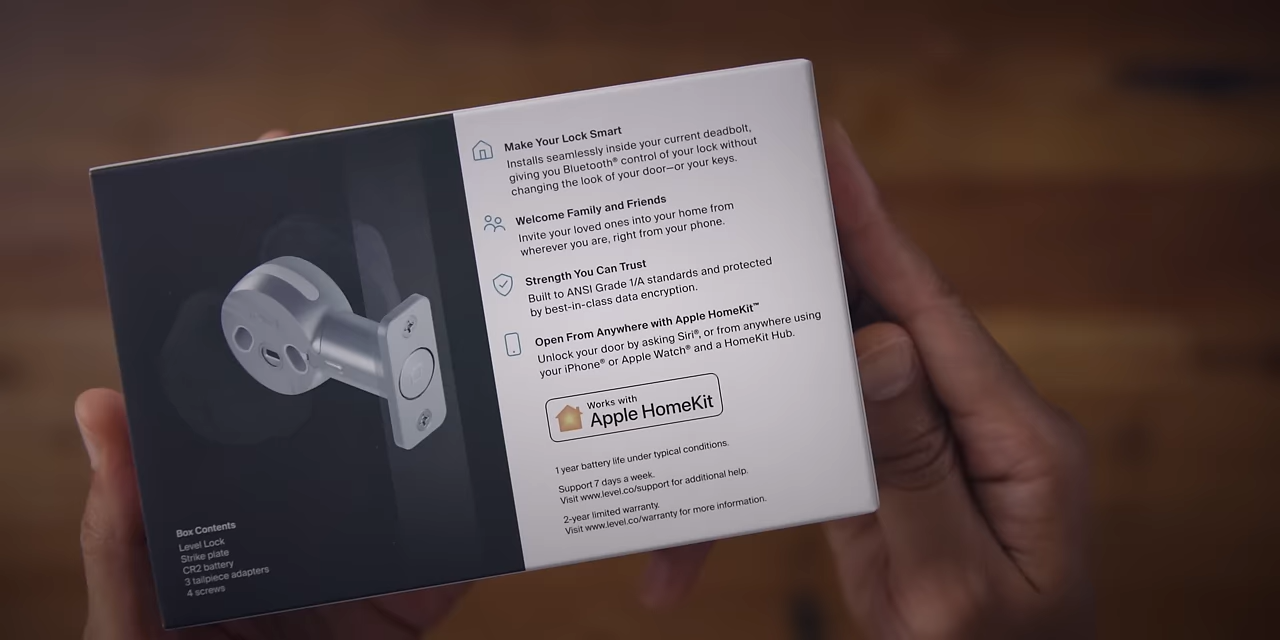 Make Your Lock Smart
Installs seamlessly inside your current deadbolt,
giving you Bluetooth® control of your lock without
changing the look of your door—or your keys.
Welcome Family and Friends
Invite your loved ones into your home from
wherever you are, right from your phone.
Strength You Can Trust
Built to ANSI Grade 1/A standards and protected
by best-in-class data encryption.
Open From Anywhere with Apple HomeKit™
Unlock your door by asking Siri®, or from anywhere using
your iPhone® or Apple Watch® and a HomeKit Hub.
Works with
Apple HomeKit
1 year battery life under typical conditions.
Support 7 days a week.
Visit www.level.co/support for additional help.
2-year limited warranty.
Visit www.level.co/warranty for more information.
Box Contents
Level Lock
Strike plate
CR2 battery
3 tailpiece adapters
4 screws